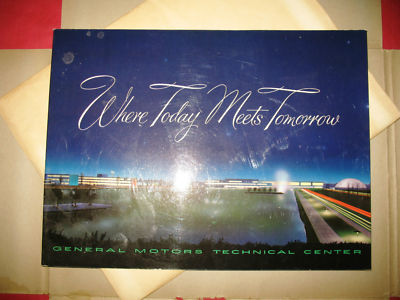 Where Today Meets Tomorrow
GENERAL MOTORS TECHNICAL CENTER